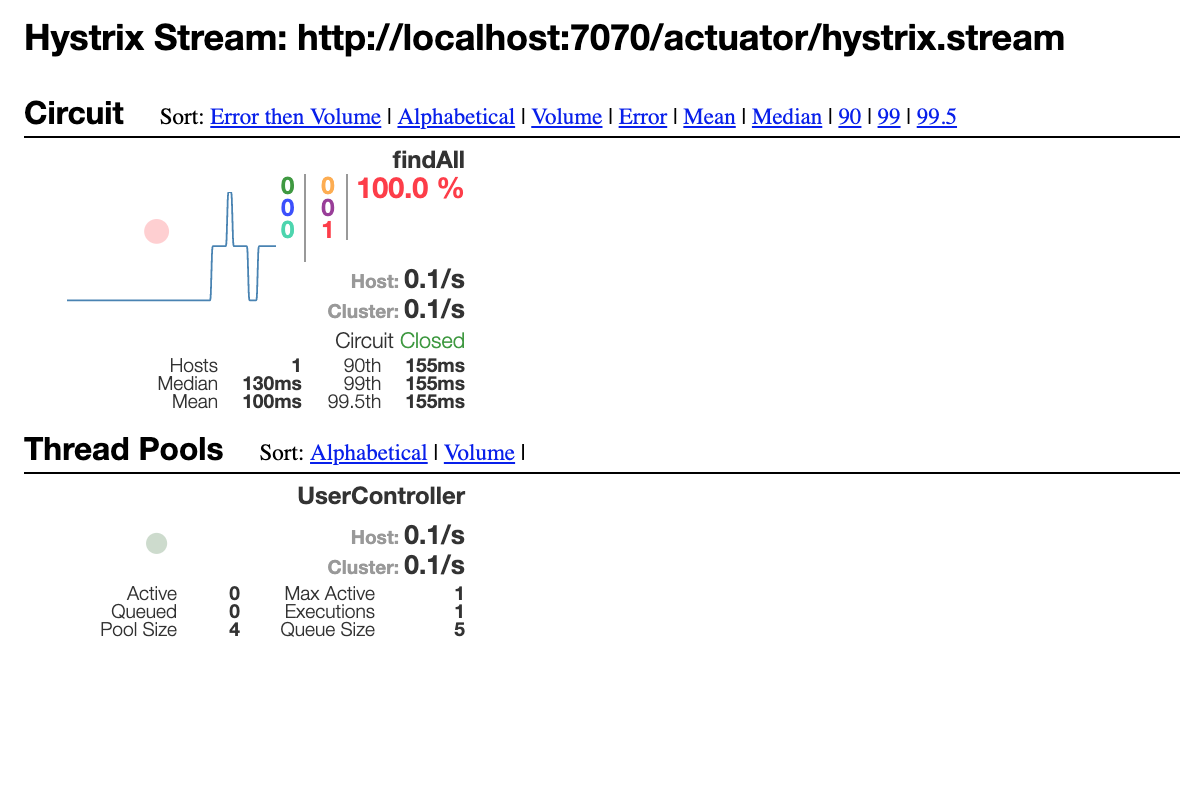 Hystrix Stream: http://localhost:7070/actuator/hystrix.stream
Circuit Sort: Error then Volume | Alphabetical | Volume | Error | Mean | Median | 90 | 99 | 99.5
findAll
0 0 100.0 %
0 0
0 1
Host: 0.1/s
Cluster: 0.1/s
Circuit Closed
Hosts 1 90th 155ms
Median 130ms 99th 155ms
Mean 100ms 99.5th 155ms
Thread Pools Sort: Alphabetical | Volume |
UserController
Host: 0.1/s
Cluster: 0.1/s
Active 0 Max Active 1
Queued 0 Executions 1
Pool Size 4 Queue Size 5